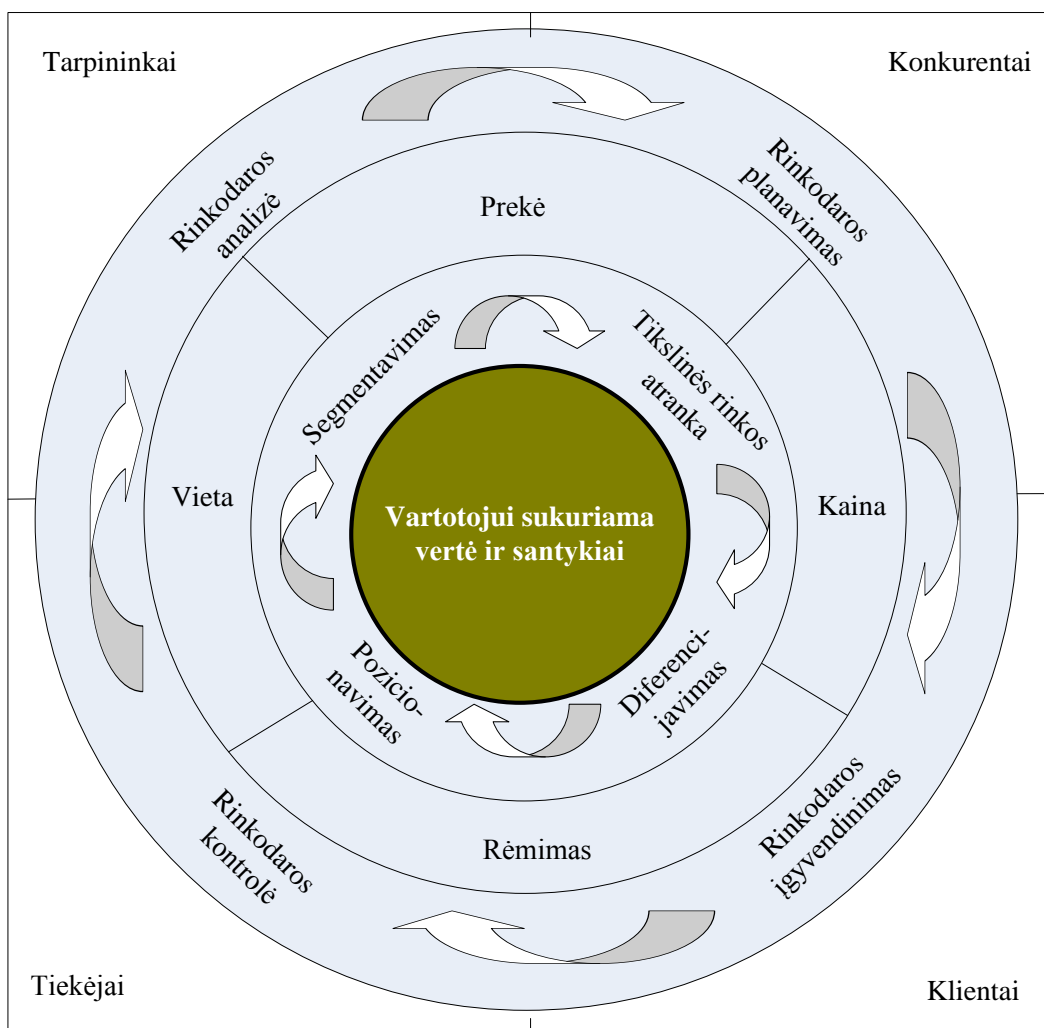 Tarpininkai
Konkurentai
Rinkodaros
analizė
Rinkodaros
planavimas
Prekė
Segmentavimas
Tikslinės rinkos
atranka
Vieta
Vartotojui sukuriama
vertė ir santykiai
Kaina
Pozicio-
navimas
Diferenci-
javimas
Rinkodaros
kontrolė
Rėmimas
Rinkodaros
įgyvendinimas
Tiekėjai
Klientai